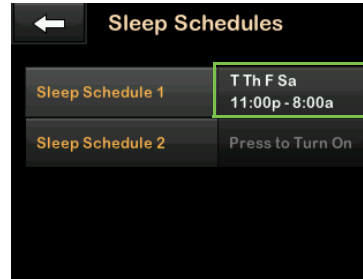 Sleep Schedules
Sleep Schedule 1
T Th F Sa
11:00p - 8:00a
Sleep Schedule 2
Press to Turn On